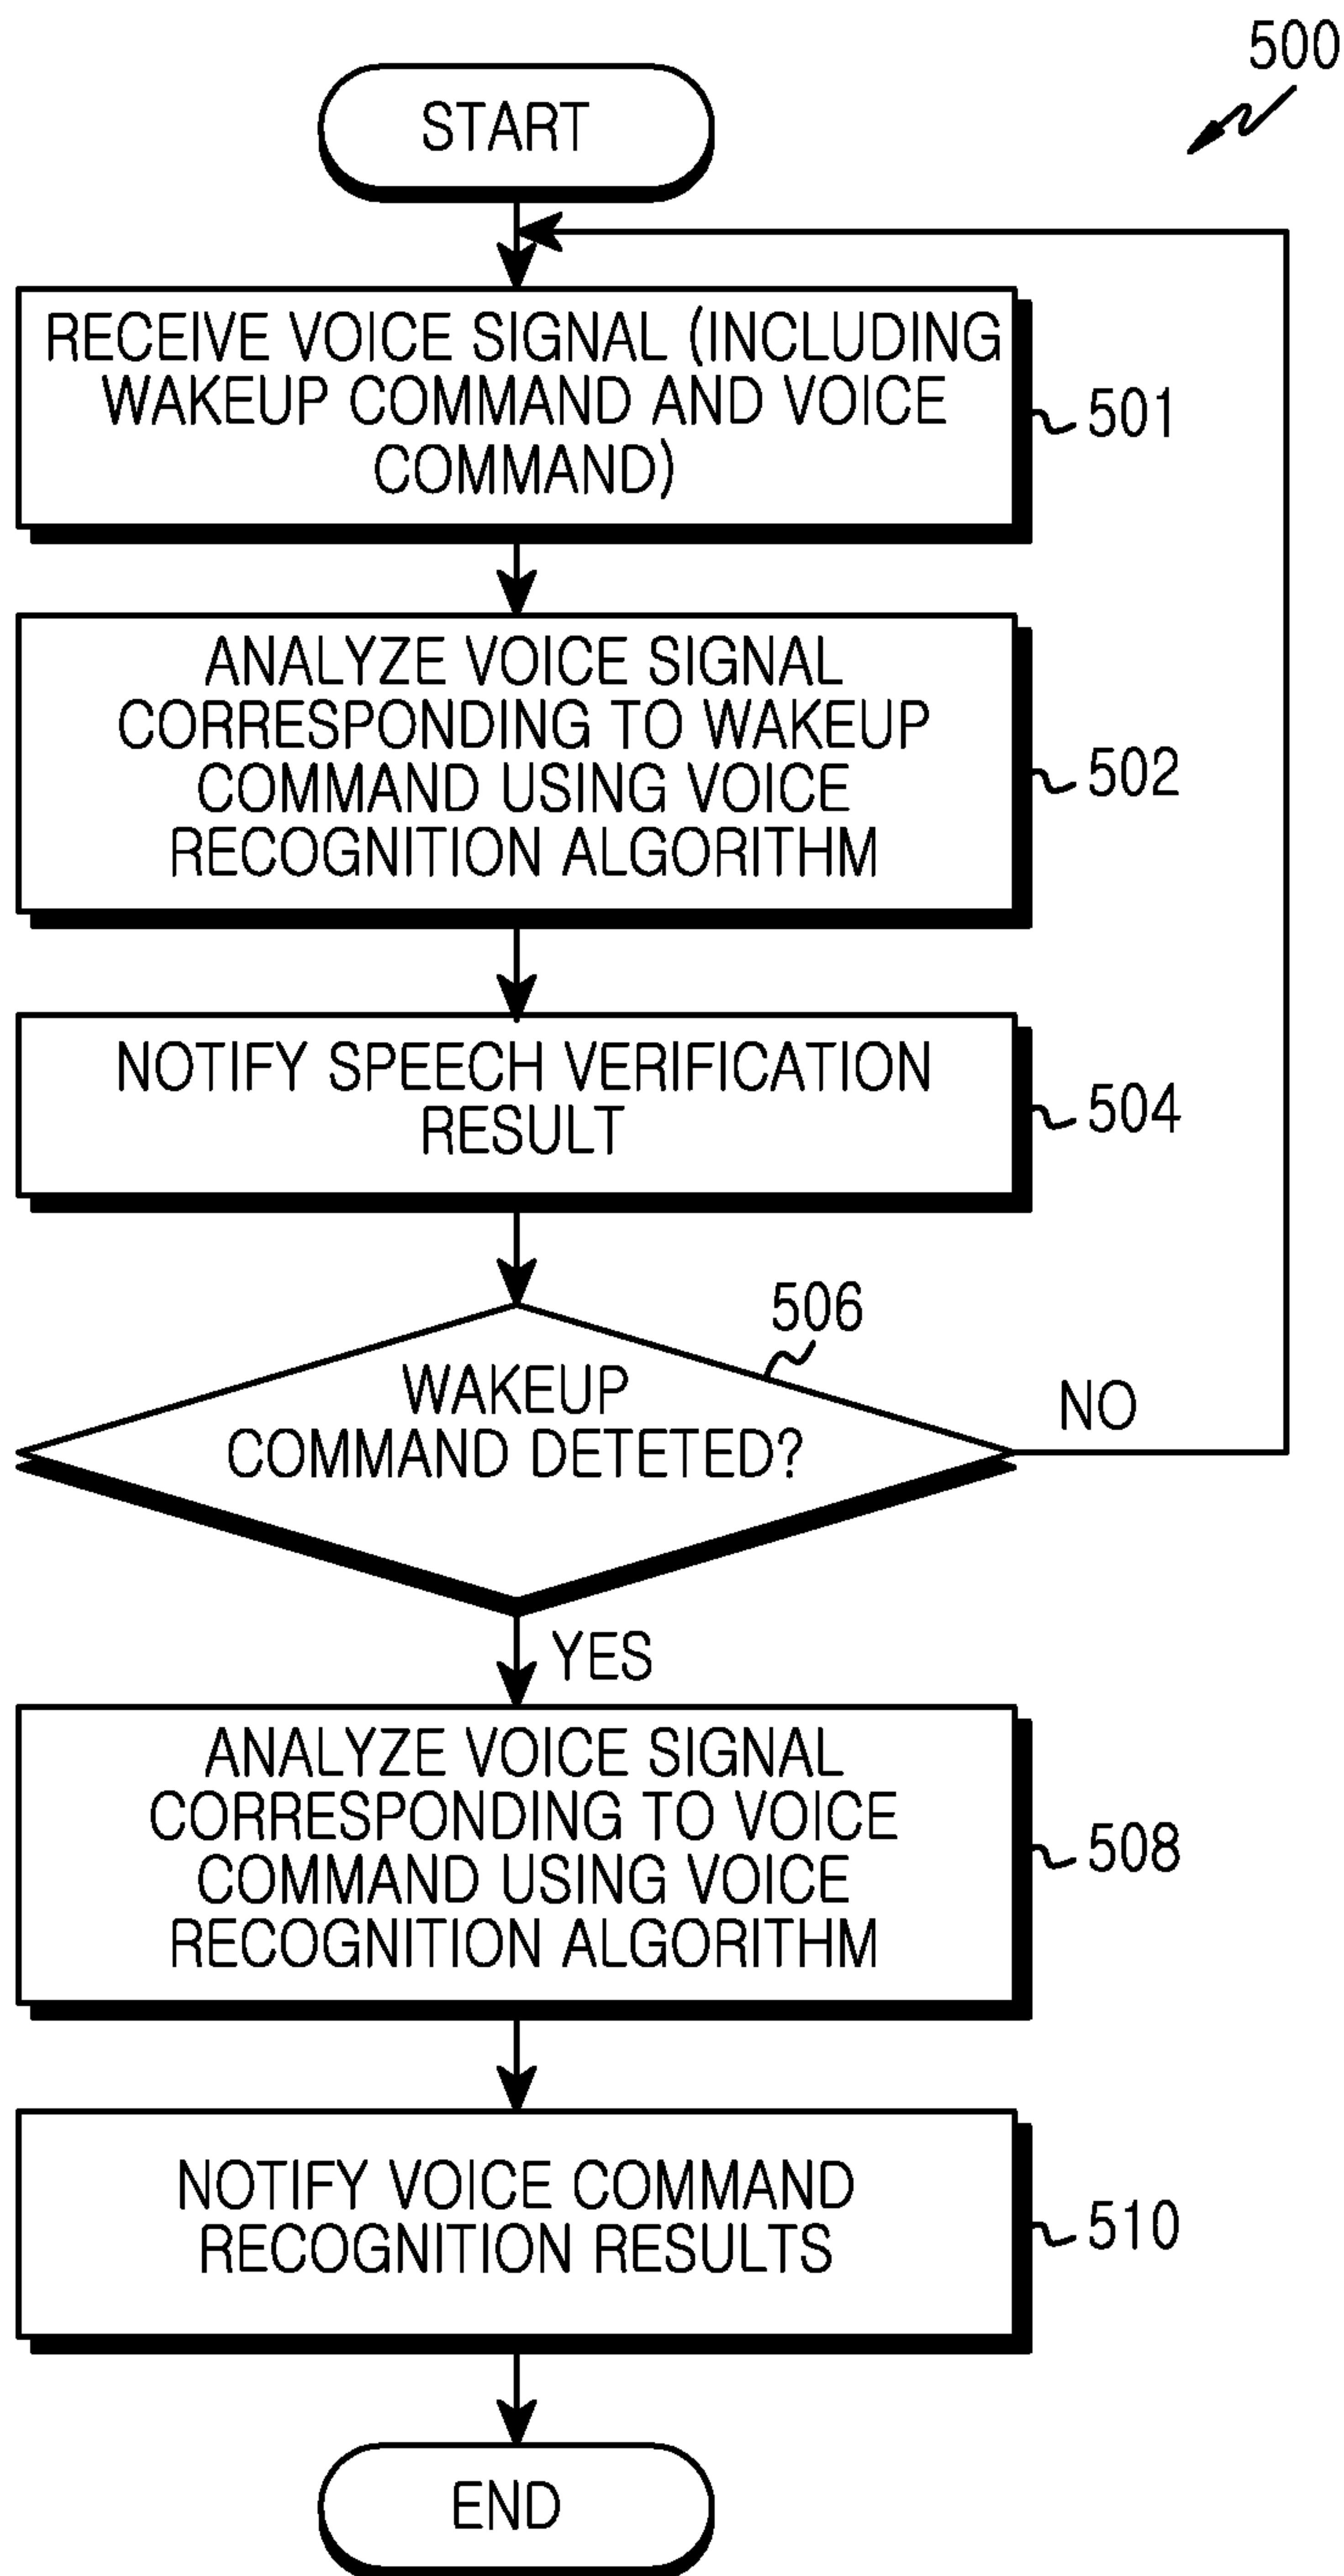 500
START
RECEIVE VOICE SIGNAL (INCLUDING
WAKEUP COMMAND AND VOICE
COMMAND)
501
ANALYZE VOICE SIGNAL
CORRESPONDING TO WAKEUP
COMMAND USING VOICE
RECOGNITION ALGORITHM
502
NOTIFY SPEECH VERIFICATION
RESULT
504
506
WAKEUP
COMMAND DETETED?
NO
YES
ANALYZE VOICE SIGNAL
CORRESPONDING TO VOICE
COMMAND USING VOICE
RECOGNITION ALGORITHM
508
NOTIFY VOICE COMMAND
RECOGNITION RESULTS
510
END